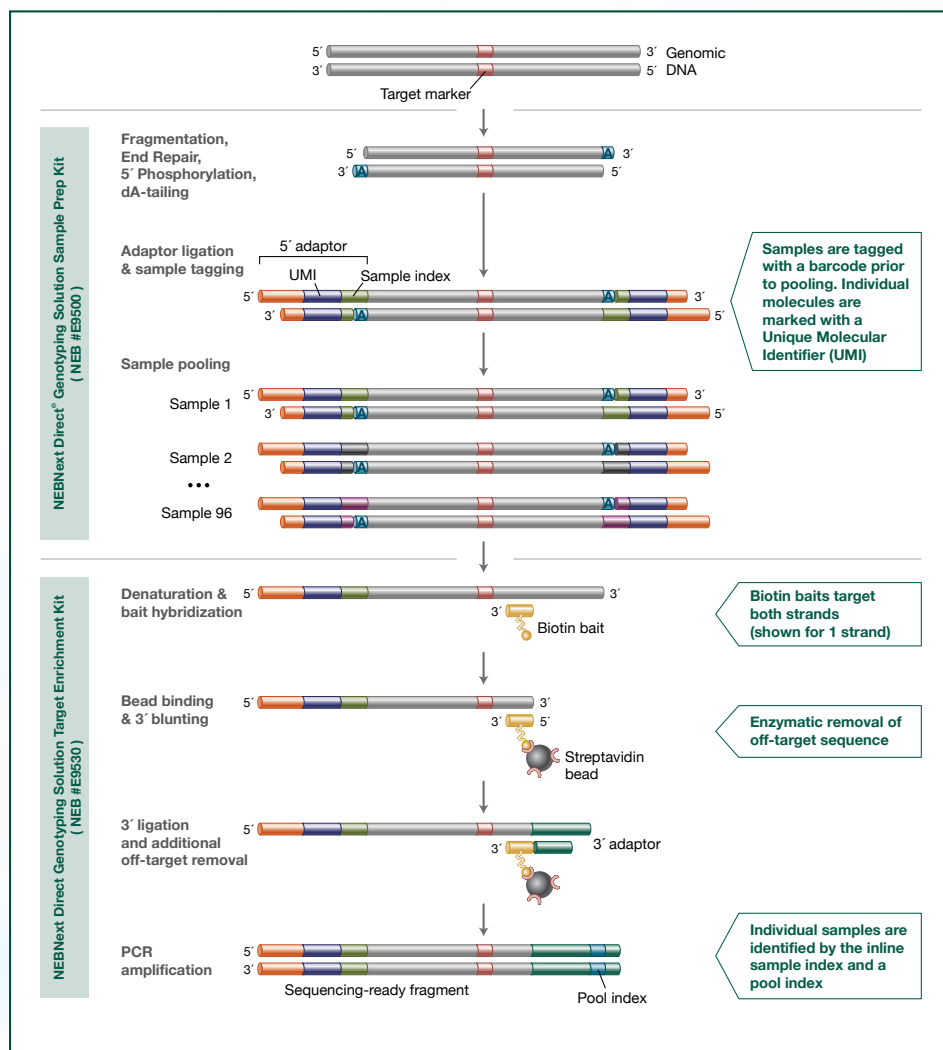 5´
3´
Genomic
3´
5´
DNA
Target marker
NEBNext Direct® Genotyping Solution Sample Prep Kit
( NEB #E9500)
Fragmentation,
End Repair,
5´ Phosphorylation,
dA-tailing
5´
A
3´
3´
A
5´
Adaptor ligation
& sample tagging
5´ adaptor
UMI
Sample index
5´
A
3´
3´
A
5´
Samples are tagged
with a barcode prior
to pooling. Individual
molecules are
marked with a
Unique Molecular
Identifier (UMI)
Sample pooling
Sample 1
5´
A
3´
3´
A
5´
Sample 2
A
A
•••
Sample 96
A
A
NEBNext Direct Genotyping Solution Target Enrichment Kit
( NEB #E9530)
Denaturation &
bait hybridization
5´
3´
3´
Biotin bait
Biotin baits target
both strands
(shown for 1 strand)
Bead binding
& 3´ blunting
5´
3´
3´
5´
Streptavidin
bead
Enzymatic removal of
off-target sequence
3´ ligation
and additional
off-target removal
5´
3´
3´ adaptor
PCR
amplification
5´
3´
Sequencing-ready fragment
Pool index
Individual samples are
identified by the inline
sample index and a
pool index